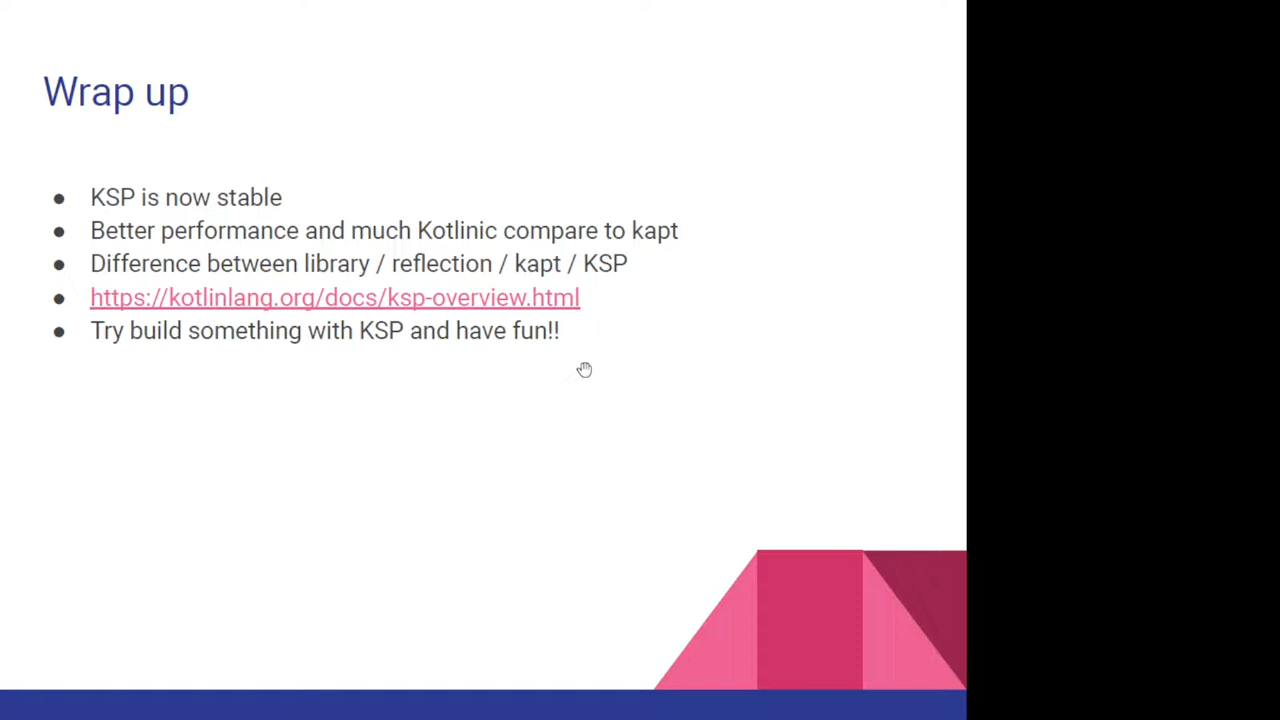 Wrap up
● KSP is now stable
● Better performance and much Kotlinic compare to kapt
● Difference between library / reflection / kapt / KSP
● https://kotlinlang.org/docs/ksp-overview.html
● Try build something with KSP and have fun!!